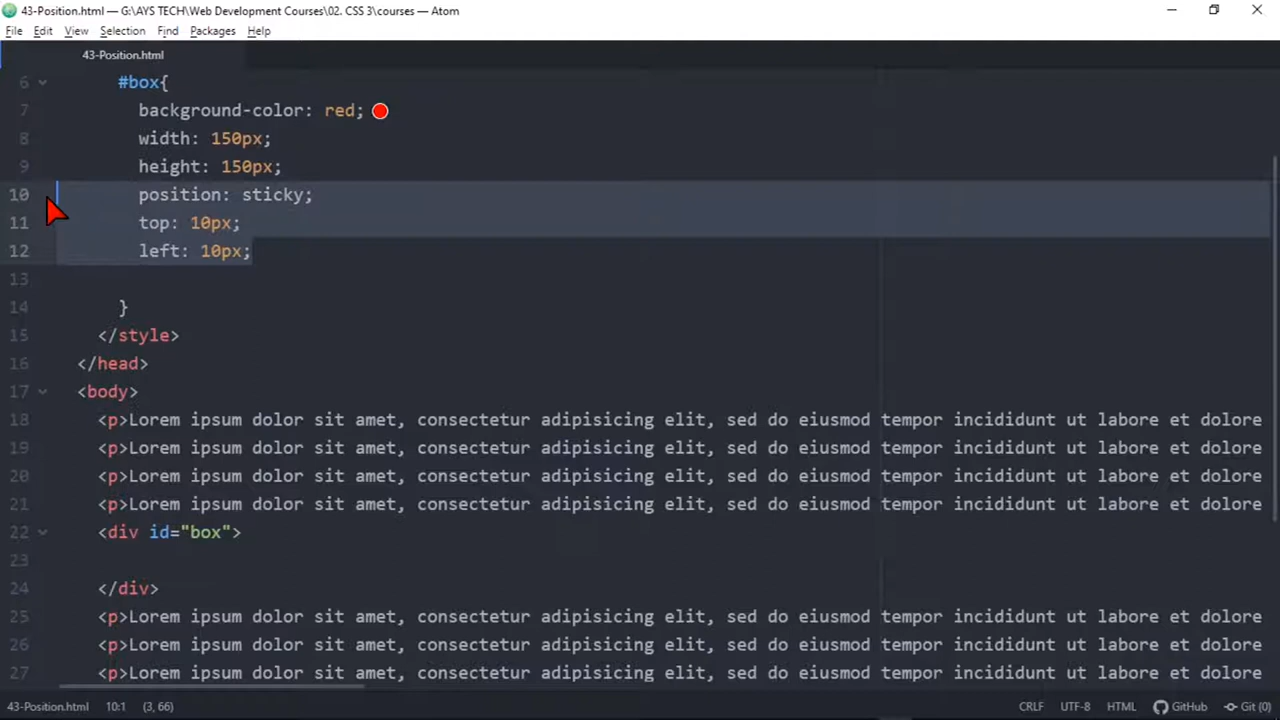 43-Position.html — G:\AYS TECH\Web Development Courses\02. CSS 3\courses — Atom
File Edit View Selection Find Packages Help
43-Position.html
6 #box{
7 background-color: red;
8 width: 150px;
9 height: 150px;
10 position: sticky;
11 top: 10px;
12 left: 10px;
13
14 }
15 </style>
16 </head>
17 <body>
18 <p>Lorem ipsum dolor sit amet, consectetur adipisicing elit, sed do eiusmod tempor incididunt ut labore et dolore
19 <p>Lorem ipsum dolor sit amet, consectetur adipisicing elit, sed do eiusmod tempor incididunt ut labore et dolore
20 <p>Lorem ipsum dolor sit amet, consectetur adipisicing elit, sed do eiusmod tempor incididunt ut labore et dolore
21 <p>Lorem ipsum dolor sit amet, consectetur adipisicing elit, sed do eiusmod tempor incididunt ut labore et dolore
22 <div id="box">
23
24 </div>
25 <p>Lorem ipsum dolor sit amet, consectetur adipisicing elit, sed do eiusmod tempor incididunt ut labore et dolore
26 <p>Lorem ipsum dolor sit amet, consectetur adipisicing elit, sed do eiusmod tempor incididunt ut labore et dolore
27 <p>Lorem ipsum dolor sit amet, consectetur adipisicing elit, sed do eiusmod tempor incididunt ut labore et dolore
43-Position.html 10:1 (3, 66) CRLF UTF-8 HTML GitHub Git (0)